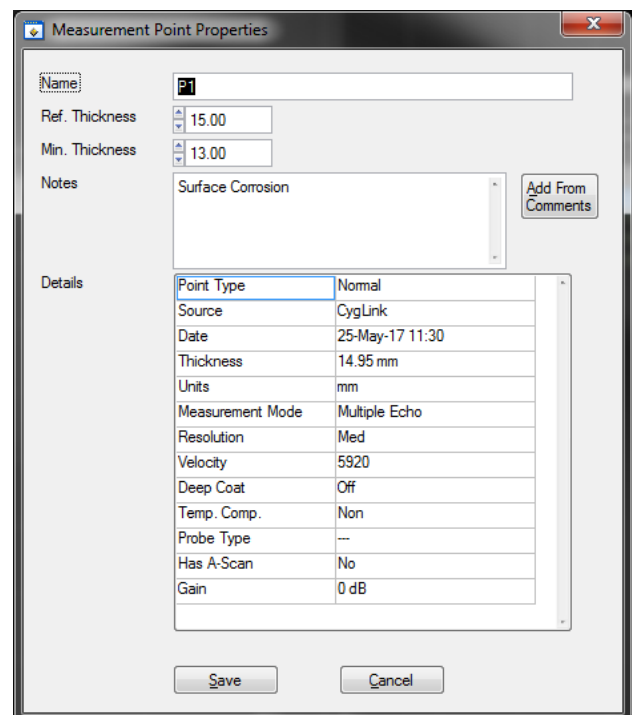 Measurement Point Properties
Name P1
Ref. Thickness 15.00
Min. Thickness 13.00
Notes Surface Corrosion Add From
Comments
Details Point Type Normal
Source CygLink
Date 25-May-17 11:30
Thickness 14.95 mm
Units mm
Measurement Mode Multiple Echo
Resolution Med
Velocity 5920
Deep Coat Off
Temp. Comp. Non
Probe Type ---
Has A-Scan No
Gain 0 dB
Save Cancel